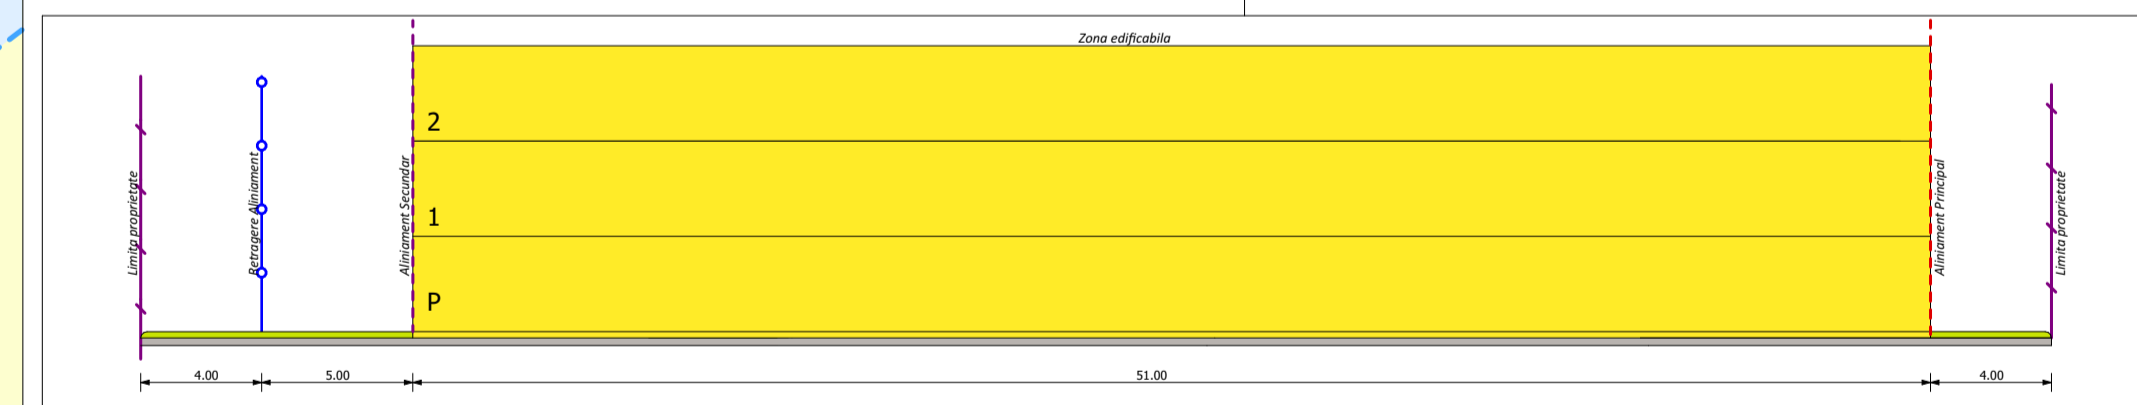 Zona edificabila
2
1
P
Limita proprietate
Retragere Aliniament
Aliniament Secundar
Aliniament Principal
Limita proprietate
4.00
5.00
51.00
4.00